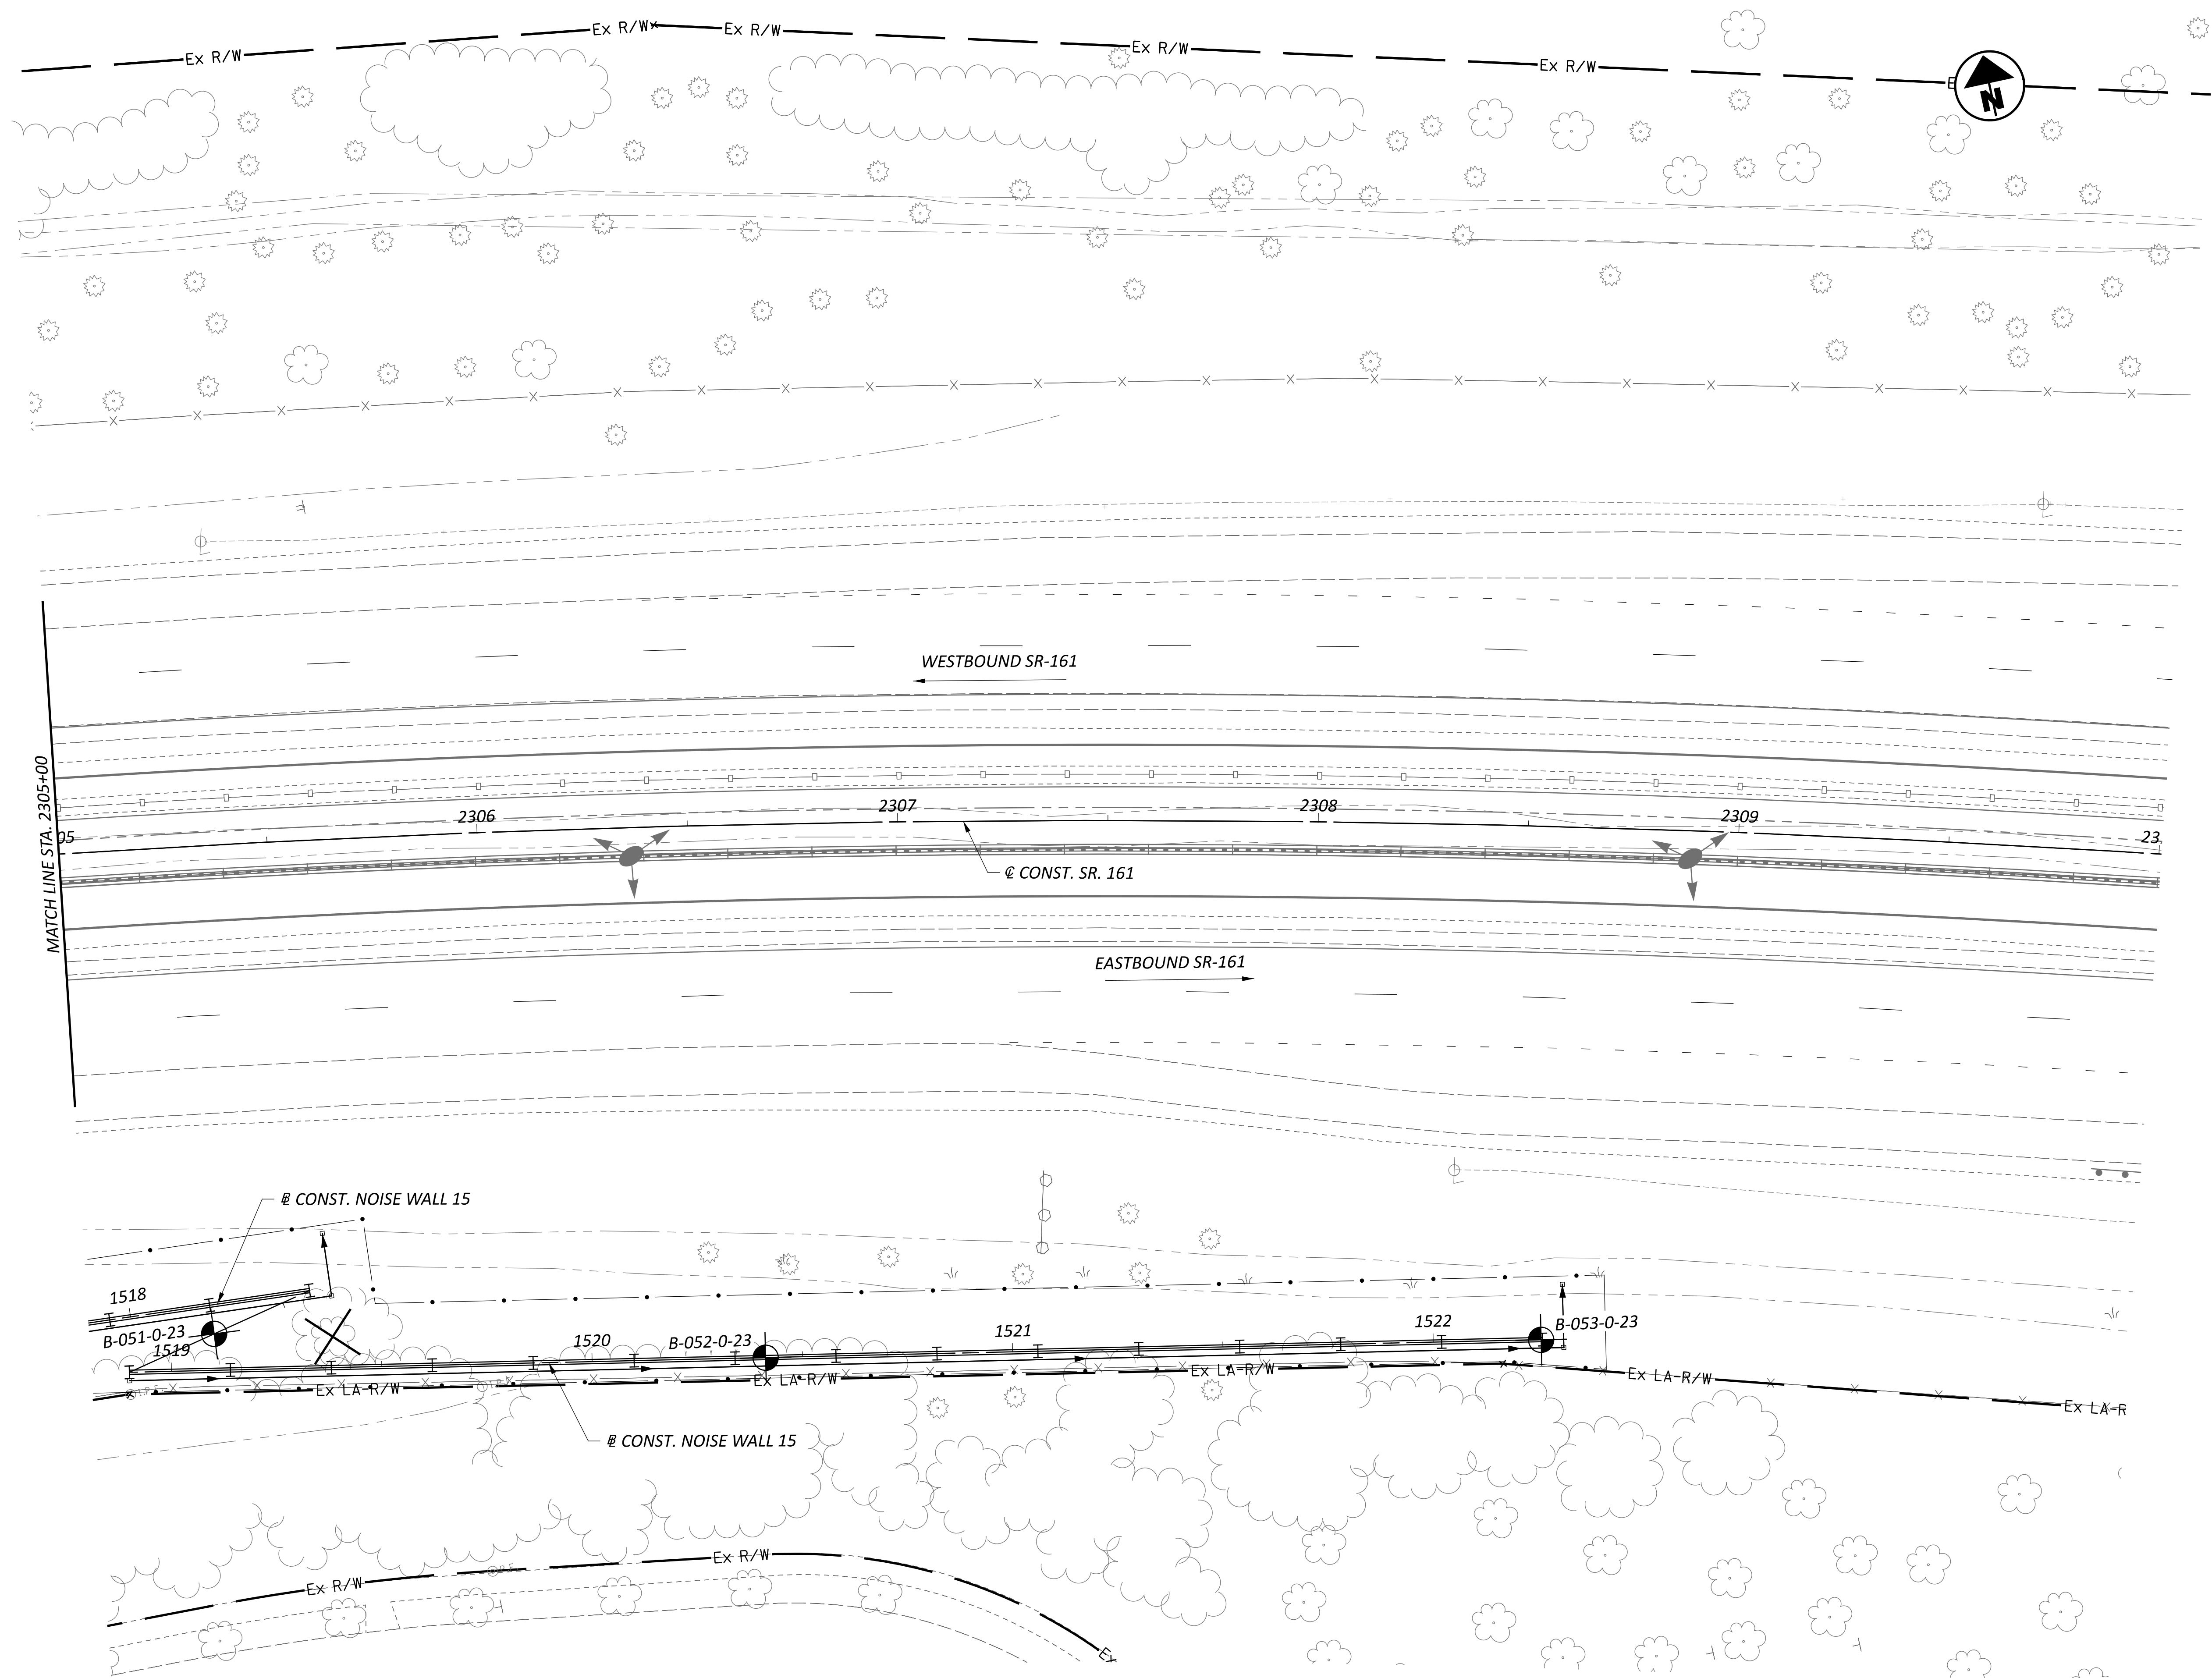 Ex R/W
Ex R/W
Ex R/W
Ex R/W
Ex R/W
E
N
WESTBOUND SR-161
MATCH LINE STA. 2305+00
05
2306
2307
2308
2309
23
℄ CONST. SR. 161
EASTBOUND SR-161
CONST. NOISE WALL 15
1518
B-051-0-23
1519
1520
B-052-0-23
1521
1522
B-053-0-23
Ex LA-R/W
Ex LA-R/W
Ex LA-R/W
Ex LA-R/W
Ex LA-R
CONST. NOISE WALL 15
Ex R/W
Ex R/W
Ex